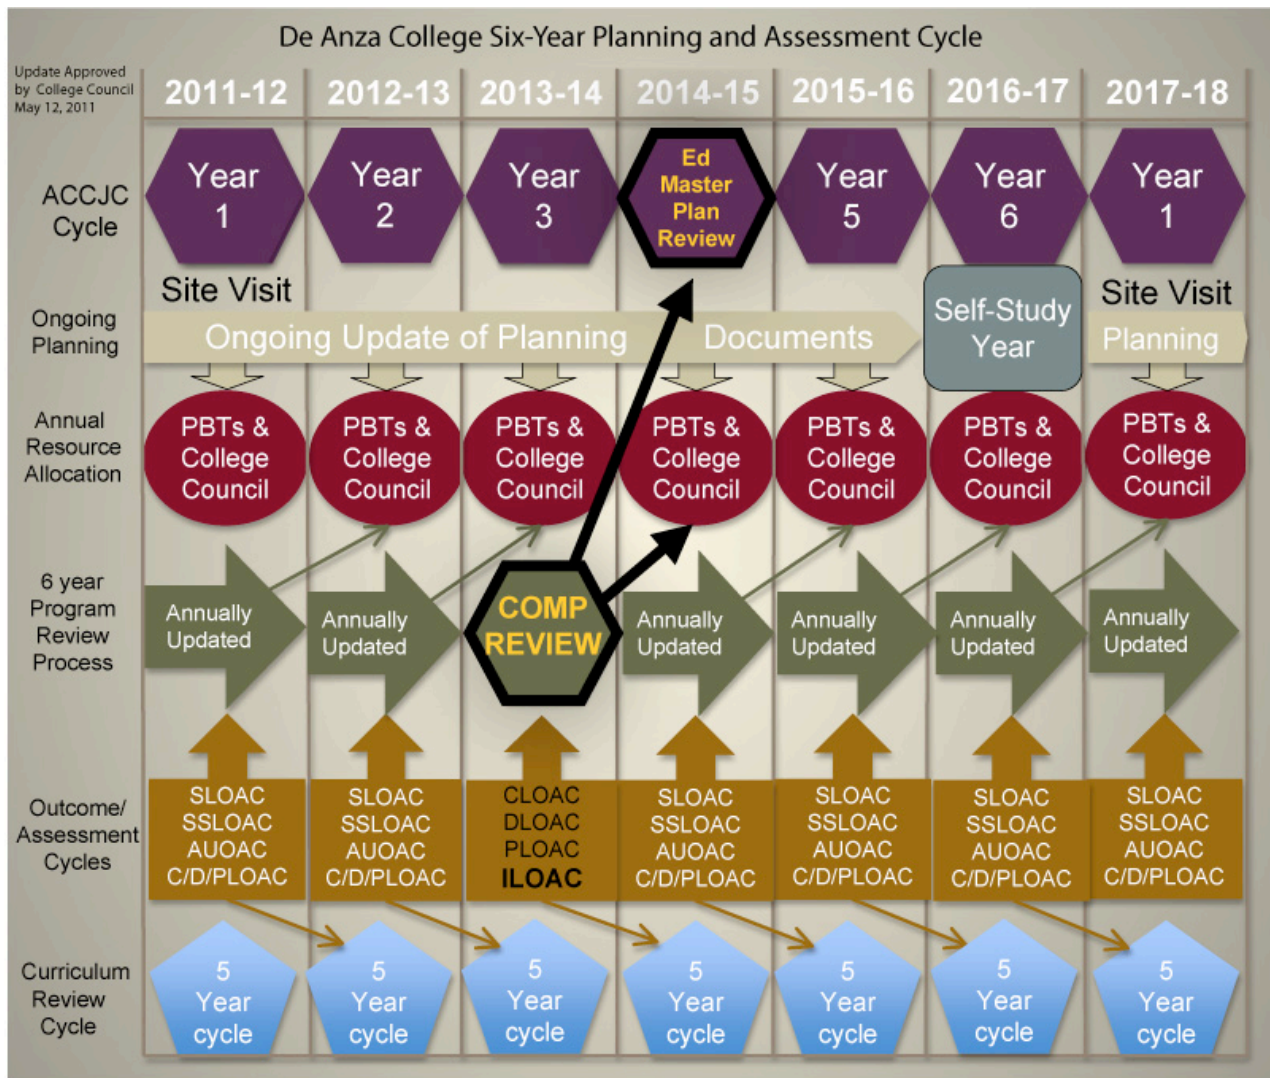 De Anza College Six-Year Planning and Assessment Cycle
Update Approved
by College Council
May 12, 2011
2011-12 2012-13 2013-14 2014-15 2015-16 2016-17 2017-18
ACCJC
Cycle
Year
1
Year
2
Year
3
Ed
Master
Plan
Review
Year
5
Year
6
Year
1
Site Visit
Self-Study
Year
Site Visit
Ongoing
Planning
Ongoing Update of Planning Documents
Planning
Annual
Resource
Allocation
PBTs &
College
Council
PBTs &
College
Council
PBTs &
College
Council
PBTs &
College
Council
PBTs &
College
Council
PBTs &
College
Council
PBTs &
College
Council
6 year
Program
Review
Process
Annually
Updated
Annually
Updated
COMP
REVIEW
Annually
Updated
Annually
Updated
Annually
Updated
Annually
Updated
Outcome/
Assessment
Cycles
SLOAC
SSLOAC
AUOAC
C/D/PLOAC
SLOAC
SSLOAC
AUOAC
C/D/PLOAC
CLOAC
DLOAC
PLOAC
ILOAC
SLOAC
SSLOAC
AUOAC
C/D/PLOAC
SLOAC
SSLOAC
AUOAC
C/D/PLOAC
SLOAC
SSLOAC
AUOAC
C/D/PLOAC
SLOAC
SSLOAC
AUOAC
C/D/PLOAC
Curriculum
Review
Cycle
5
Year
cycle
5
Year
cycle
5
Year
cycle
5
Year
cycle
5
Year
cycle
5
Year
cycle
5
Year
cycle